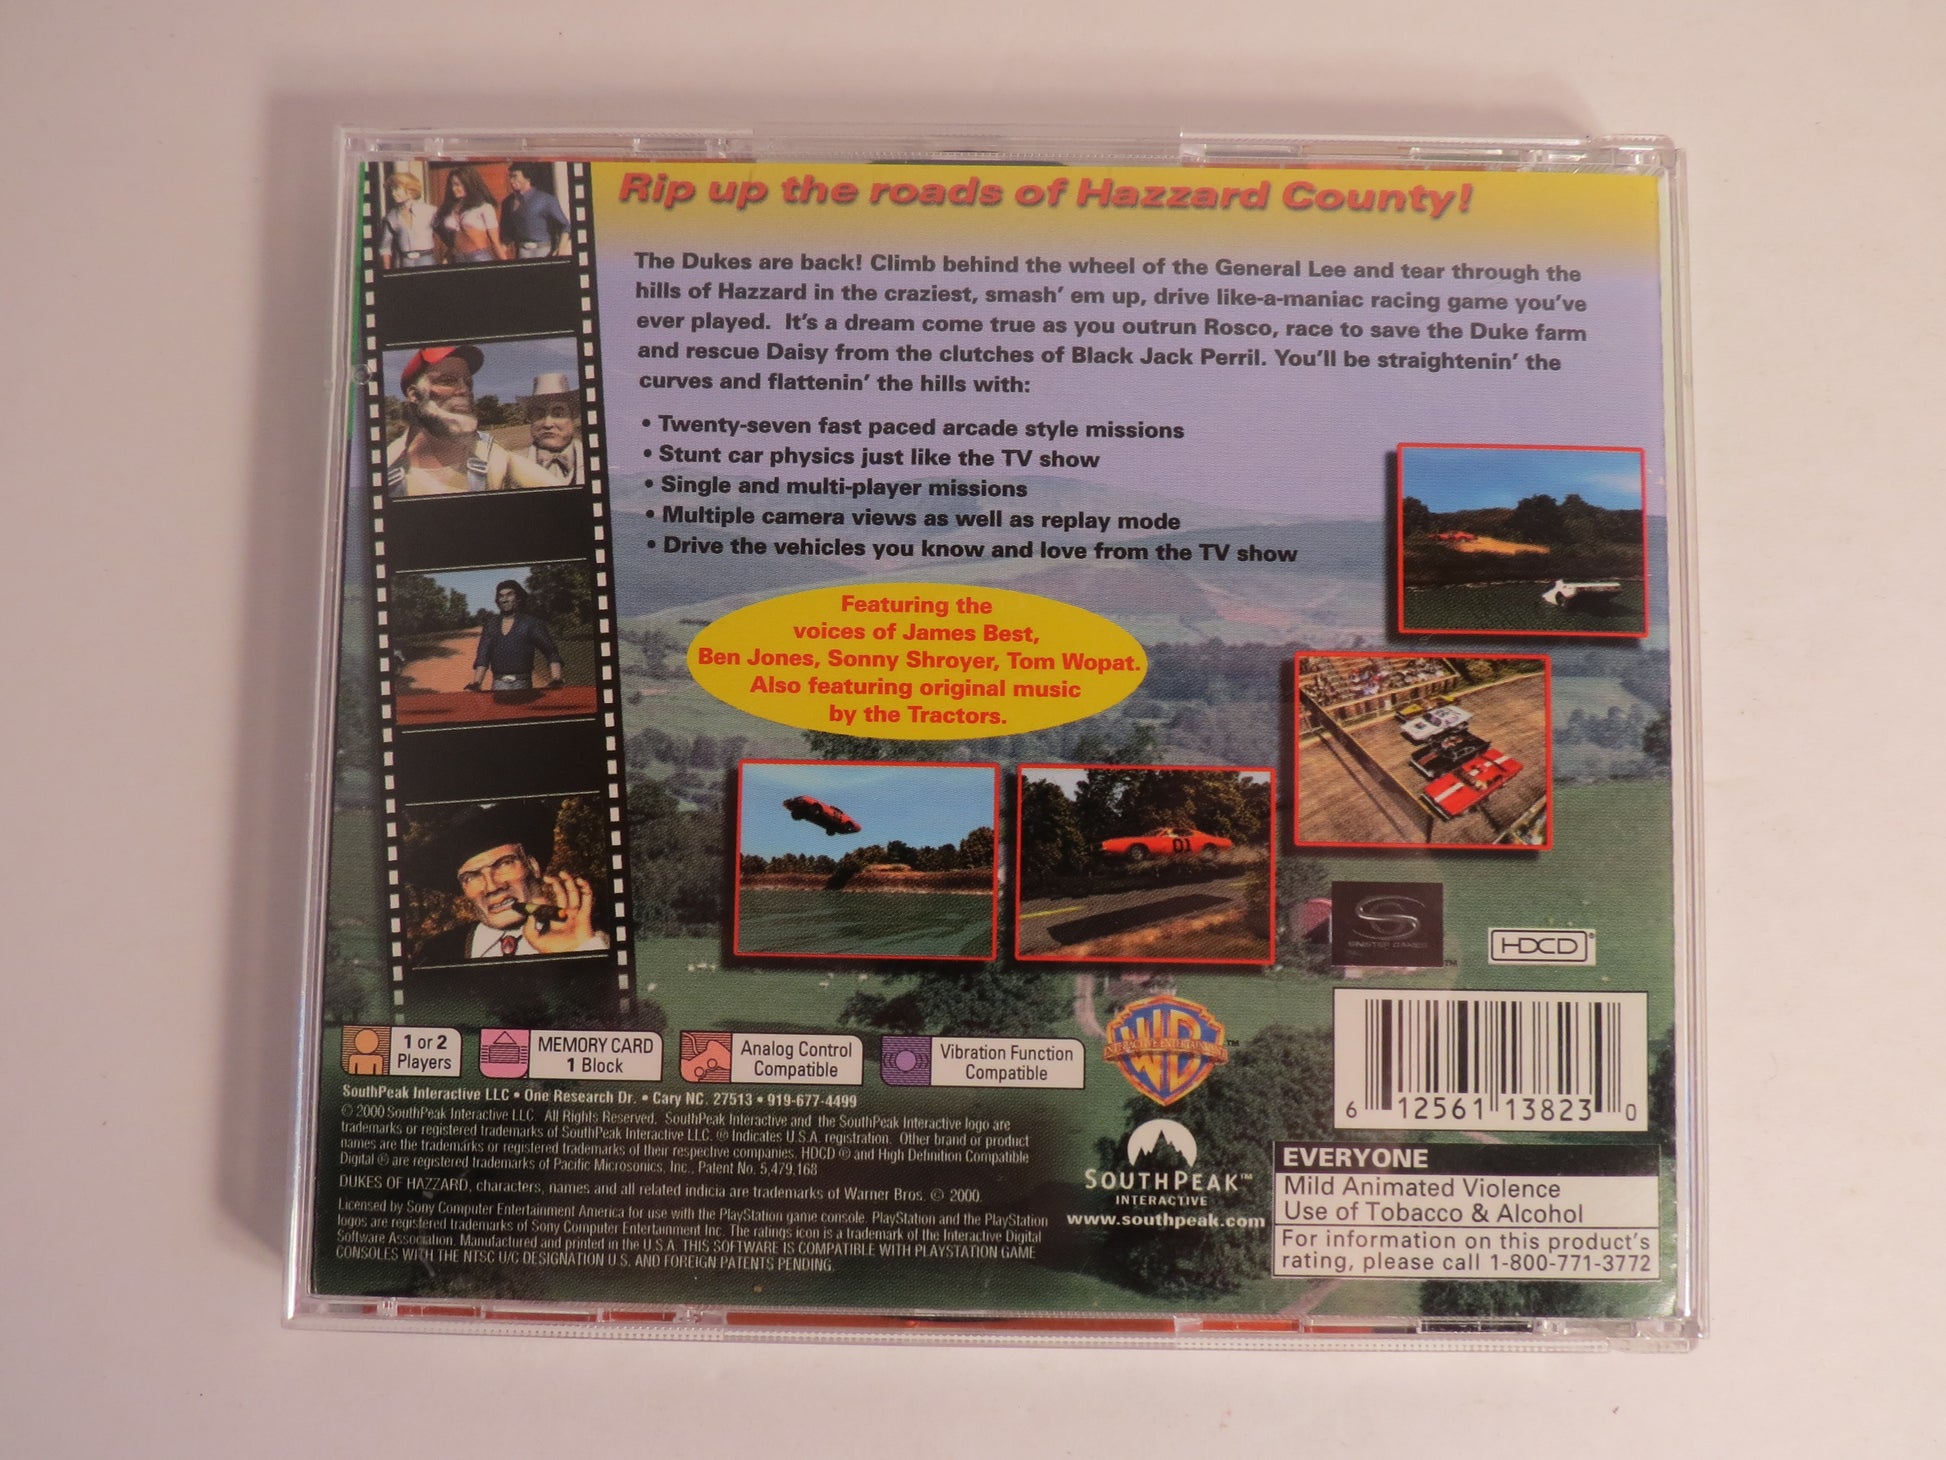 Rip up the roads of Hazzard County!
The Dukes are back! Climb behind the wheel of the General Lee and tear through the
hills of Hazzard in the craziest, smash' em up, drive like-a-maniac racing game you've
ever played. It's a dream come true as you outrun Rosco, race to save the Duke farm
and rescue Daisy from the clutches of Black Jack Perril. You'll be straightenin' the
curves and flattenin' the hills with:
• Twenty-seven fast paced arcade style missions
• Stunt car physics just like the TV show
• Single and multi-player missions
• Multiple camera views as well as replay mode
• Drive the vehicles you know and love from the TV show
Featuring the
voices of James Best,
Ben Jones, Sonny Shroyer, Tom Wopat.
Also featuring original music
by the Tractors.
01
SINISTER GAMES™
HDCD®
1 or 2
Players
MEMORY CARD
1 Block
Analog Control
Compatible
Vibration Function
Compatible
WB
INTERACTIVE ENTERTAINMENT™
SouthPeak Interactive LLC • One Research Dr. • Cary NC. 27513 • 919-677-4499
© 2000 SouthPeak Interactive LLC. All Rights Reserved. SouthPeak Interactive and the SouthPeak Interactive logo are
trademarks or registered trademarks of SouthPeak Interactive LLC. ® Indicates U.S.A. registration. Other brand or product
names are the trademarks or registered trademarks of their respective companies. HDCD ® and High Definition Compatible
Digital ® are registered trademarks of Pacific Microsonics, Inc., Patent No. 5,479,168
DUKES OF HAZZARD, characters, names and all related indicia are trademarks of Warner Bros. © 2000.
Licensed by Sony Computer Entertainment America for use with the PlayStation game console. PlayStation and the PlayStation
logos are registered trademarks of Sony Computer Entertainment Inc. The ratings icon is a trademark of the Interactive Digital
Software Association. Manufactured and printed in the U.S.A. THIS SOFTWARE IS COMPATIBLE WITH PLAYSTATION GAME
CONSOLES WITH THE NTSC U/C DESIGNATION U.S. AND FOREIGN PATENTS PENDING.
SOUTHPEAK™
INTERACTIVE
www.southpeak.com
6 12561 13823 0
EVERYONE
Mild Animated Violence
Use of Tobacco & Alcohol
For information on this product's
rating, please call 1-800-771-3772